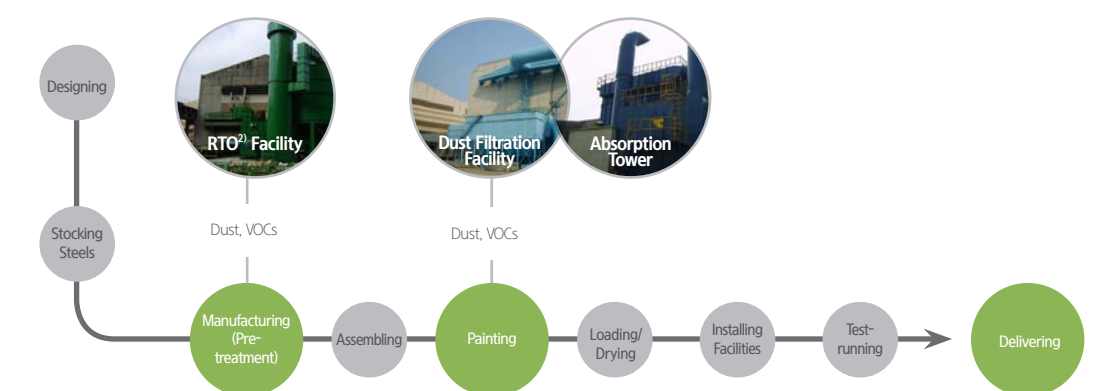 Designing
RTO2) Facility
Dust Filtration
Facility
Absorption
Tower
Dust, VOCs
Dust, VOCs
Stocking
Steels
Manufacturing
(Pre-
treatment)
Assembling
Painting
Loading/
Drying
Installing
Facilities
Test-
running
Delivering